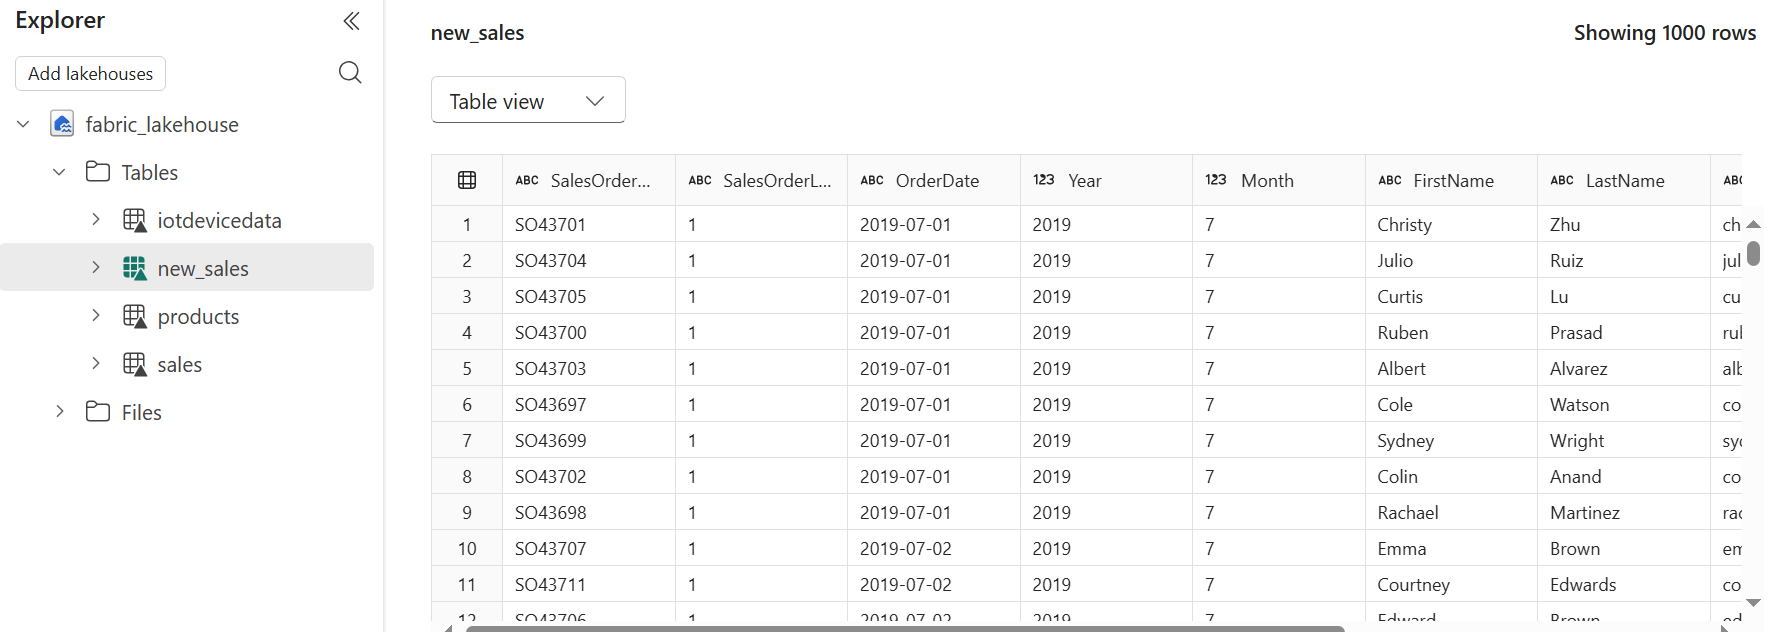 Explorer
Add lakehouses
fabric_lakehouse
Tables
iotdevicedata
new_sales
products
sales
Files
new_sales
Showing 1000 rows
Table view
ABC SalesOrder... ABC SalesOrderL... ABC OrderDate 123 Year 123 Month ABC FirstName ABC LastName ABC
1 SO43701 1 2019-07-01 2019 7 Christy Zhu ch
2 SO43704 1 2019-07-01 2019 7 Julio Ruiz jul
3 SO43705 1 2019-07-01 2019 7 Curtis Lu cu
4 SO43700 1 2019-07-01 2019 7 Ruben Prasad rul
5 SO43703 1 2019-07-01 2019 7 Albert Alvarez alb
6 SO43697 1 2019-07-01 2019 7 Cole Watson co
7 SO43699 1 2019-07-01 2019 7 Sydney Wright syd
8 SO43702 1 2019-07-01 2019 7 Colin Anand co
9 SO43698 1 2019-07-01 2019 7 Rachael Martinez rac
10 SO43707 1 2019-07-02 2019 7 Emma Brown em
11 SO43711 1 2019-07-02 2019 7 Courtney Edwards co
12 SO43706 1 2019-07-02 2019 7 Edward Brown ed